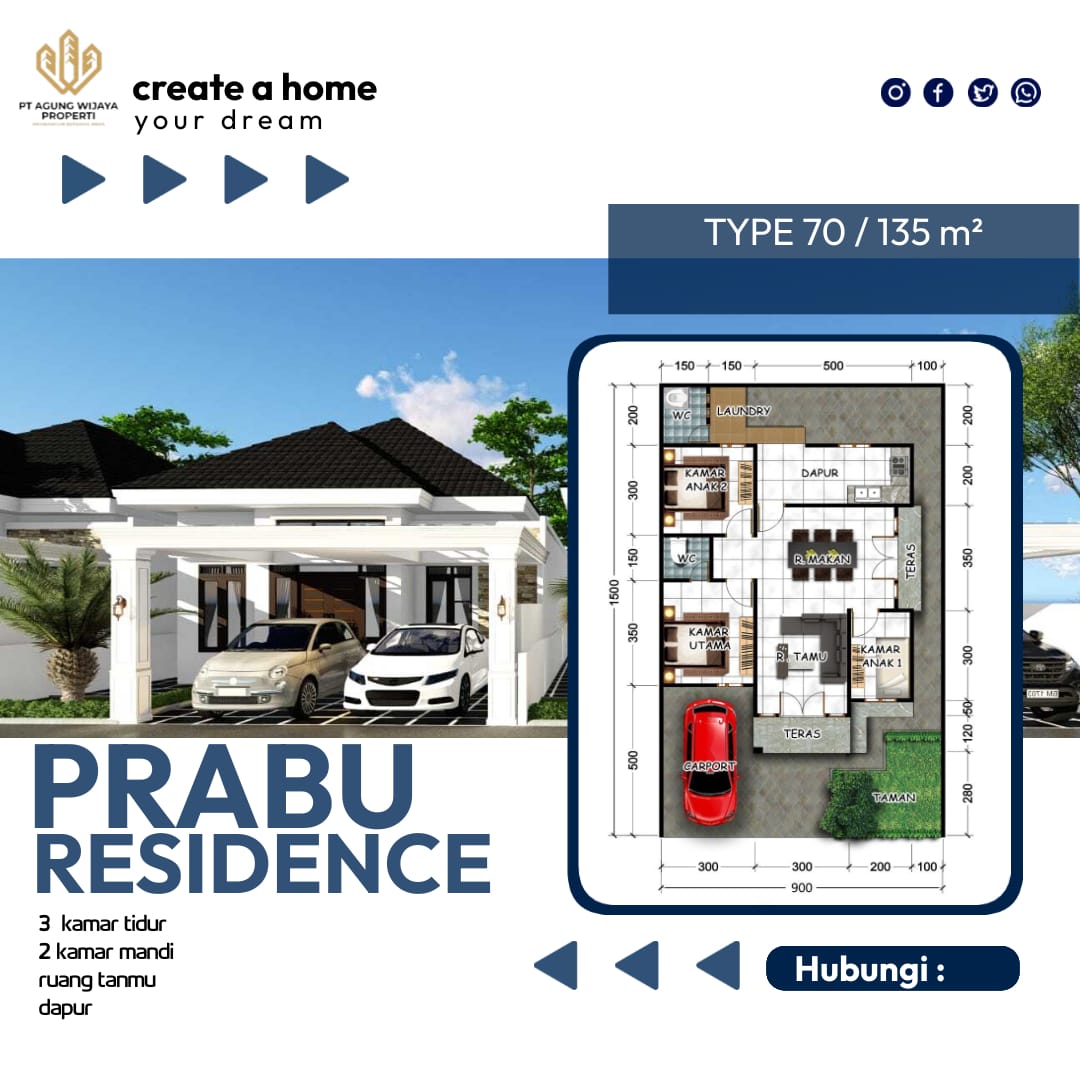 PT AGUNG WIJAYA
PROPERTI
create a home
your dream
TYPE 70 / 135 m²
150
150
500
100
WC
LAUNDRY
200
200
KAMAR
ANAK 2
DAPUR
300
200
WC
R. MAKAN
TERAS
150
350
1500
KAMAR
UTAMA
R. TAMU
KAMAR
ANAK 1
350
300
TERAS
50
120
CARPORT
TAMAN
500
280
300
300
200
100
900
PRABU
RESIDENCE
3 kamar tidur
2 kamar mandi
ruang tanmu
dapur
Hubungi :